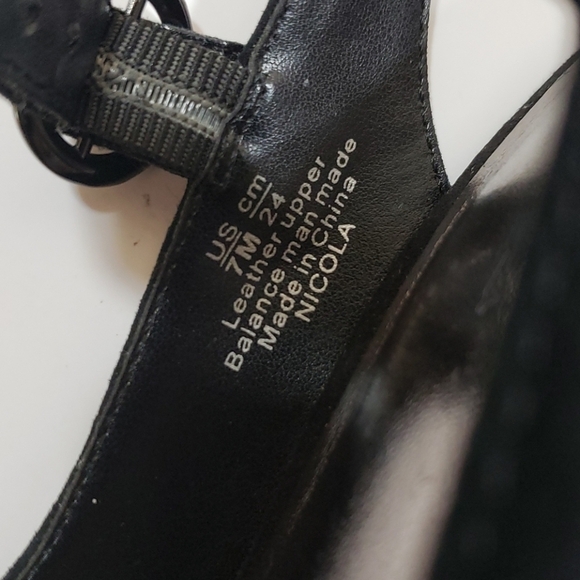 US cm
7M 24
Leather upper
Balance man made
Made in China
NICOLA